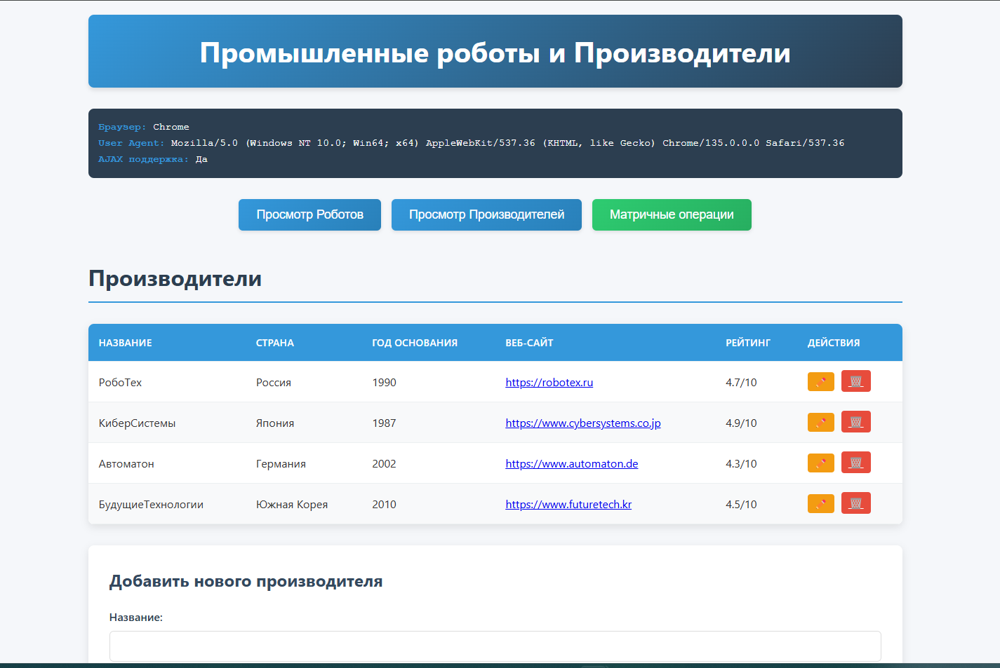 Промышленные роботы и Производители
Браузер: Chrome
User Agent: Mozilla/5.0 (Windows NT 10.0; Win64; x64) AppleWebKit/537.36 (KHTML, like Gecko) Chrome/135.0.0.0 Safari/537.36
AJAX поддержка: Да
Просмотр Роботов Просмотр Производителей Матричные операции
Производители
НАЗВАНИЕ СТРАНА ГОД ОСНОВАНИЯ ВЕБ-САЙТ РЕЙТИНГ ДЕЙСТВИЯ
РобоТех Россия 1990 https://robotex.ru 4.7/10
КиберСистемы Япония 1987 https://www.cybersystems.co.jp 4.9/10
Автоматон Германия 2002 https://www.automaton.de 4.3/10
БудущиеТехнологии Южная Корея 2010 https://www.futuretech.kr 4.5/10
Добавить нового производителя
Название: